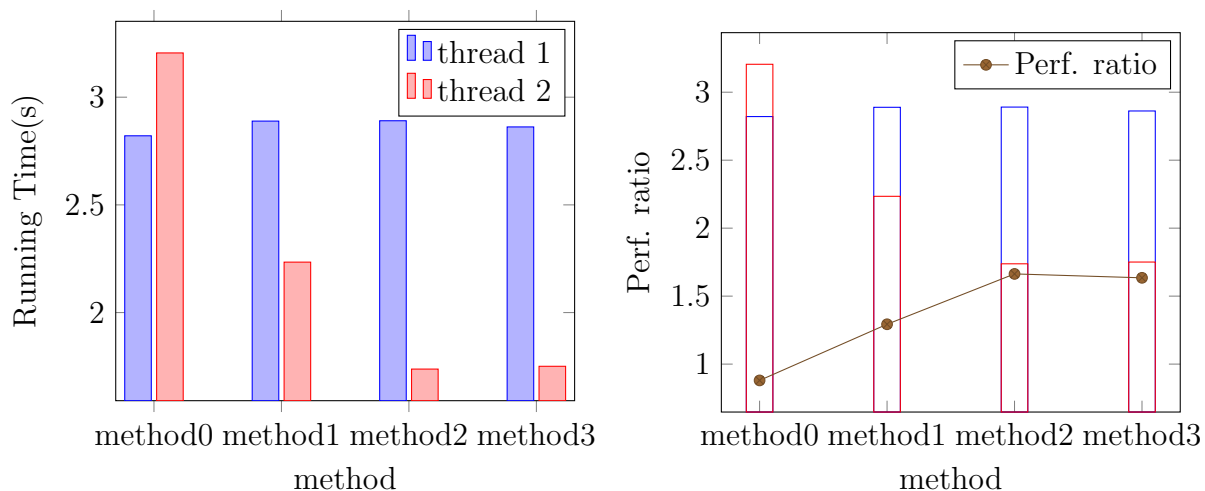 thread 1
thread 2
Running Time(s)
3
2.5
2
method0 method1 method2 method3
method
Perf. ratio
Perf. ratio
3
2.5
2
1.5
1
method0 method1 method2 method3
method